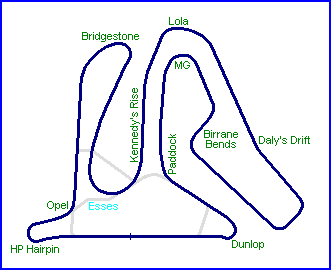 Lola
Bridgestone
MG
Kennedy's Rise
Birrane
Bends
Daly's Drift
Paddock
Opel
Esses
HP Hairpin
Dunlop